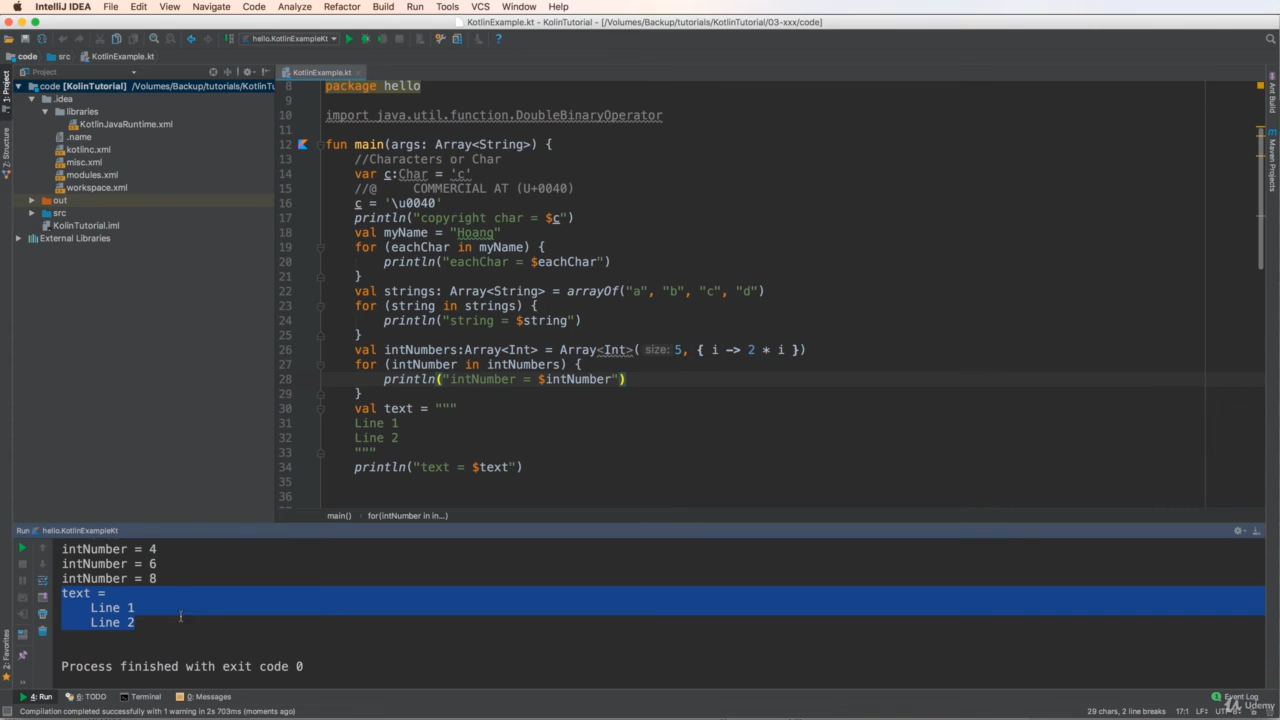 IntelliJ IDEA File Edit View Navigate Code Analyze Refactor Build Run Tools VCS Window Help
KotlinExample.kt - KolinTutorial - [/Volumes/Backup/tutorials/KotlinTutorial/03-xxx/code]
hello.KotlinExampleKt
code src KotlinExample.kt
Project
KotlinExample.kt
1: Project
code [KolinTutorial] /Volumes/Backup/tutorials/KotlinTu
.idea
libraries
KotlinJavaRuntime.xml
.name
kotlinc.xml
misc.xml
modules.xml
workspace.xml
out
src
KolinTutorial.iml
External Libraries
7: Structure
2: Favorites
Ant Build
Maven Projects
8 package hello
9
10 import java.util.function.DoubleBinaryOperator
11
12 fun main(args: Array<String>) {
13 //Characters or Char
14 var c:Char = 'c'
15 //@ COMMERCIAL AT (U+0040)
16 c = '\u0040'
17 println("copyright char = $c")
18 val myName = "Hoang"
19 for (eachChar in myName) {
20 println("eachChar = $eachChar")
21 }
22 val strings: Array<String> = arrayOf("a", "b", "c", "d")
23 for (string in strings) {
24 println("string = $string")
25 }
26 val intNumbers:Array<Int> = Array<Int>( size: 5, { i -> 2 * i })
27 for (intNumber in intNumbers) {
28 println("intNumber = $intNumber")
29 }
30 val text = """
31 Line 1
32 Line 2
33 """
34 println("text = $text")
35
36
main() for(intNumber in in...)
Run hello.KotlinExampleKt
intNumber = 4
intNumber = 6
intNumber = 8
text =
Line 1
Line 2
Process finished with exit code 0
4: Run 6: TODO Terminal 0: Messages Event Log
Compilation completed successfully with 1 warning in 2s 703ms (moments ago) 29 chars, 2 line breaks 17:1 LF÷
Udemy